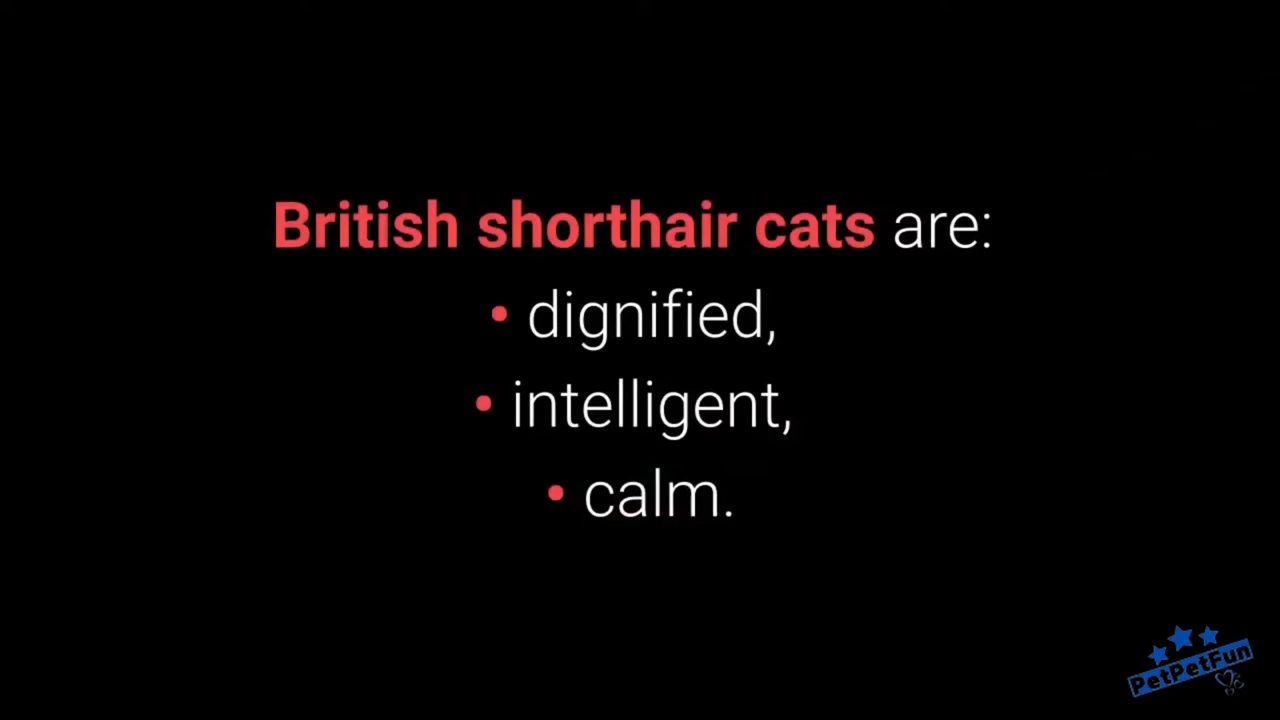 British shorthair cats are:
• dignified,
• intelligent,
• calm.
PetPetFun